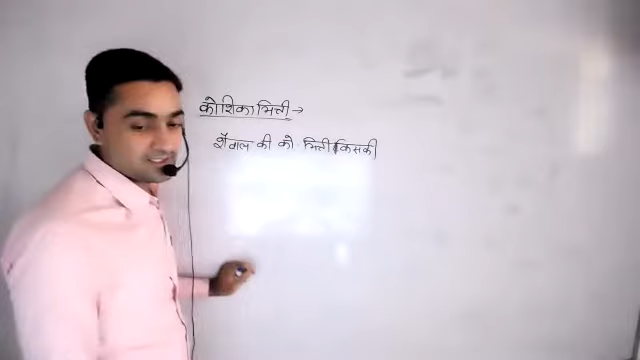 कोशिका भित्ती →
शैवाल की को. भित्ती किसकी